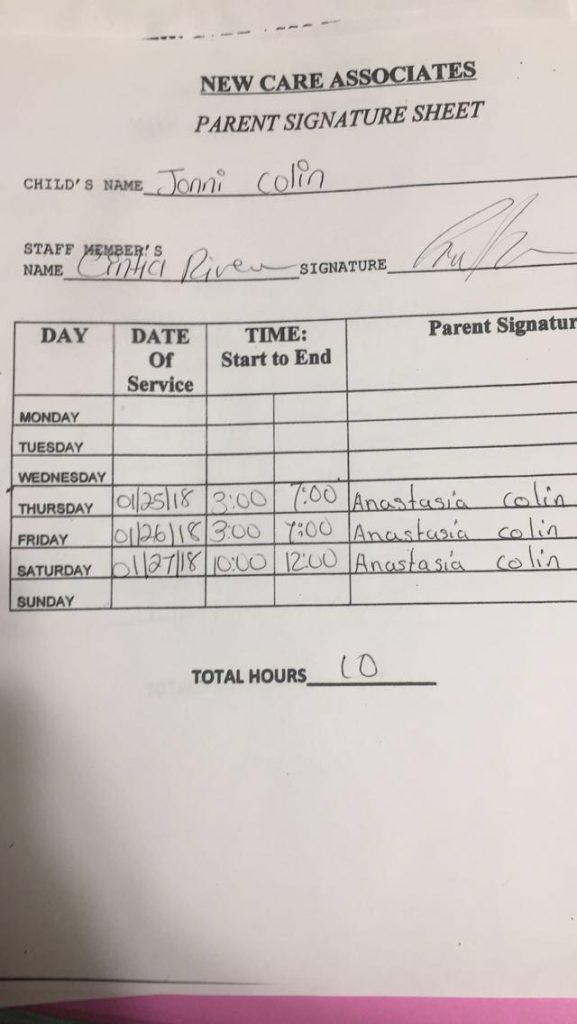 NEW CARE ASSOCIATES
PARENT SIGNATURE SHEET
CHILD'S NAME Jonni Colin
STAFF MEMBER'S
NAME Cintia River SIGNATURE
DAY DATE Of Service TIME: Start to End Parent Signatur
MONDAY
TUESDAY
WEDNESDAY
THURSDAY 01/25/18 3:00 7:00 Anastasia Colin
FRIDAY 01/26/18 3:00 7:00 Anastasia Colin
SATURDAY 01/27/18 10:00 12:00 Anastasia Colin
SUNDAY
TOTAL HOURS 10